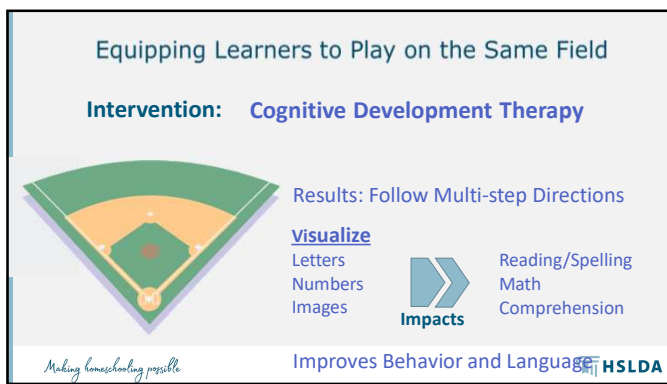 Equipping Learners to Play on the Same Field
Intervention: Cognitive Development Therapy
Results: Follow Multi-step Directions
Visualize
Letters
Numbers
Images
Impacts
Reading/Spelling
Math
Comprehension
Improves Behavior and Language
Making homeschooling possible
HSLDA